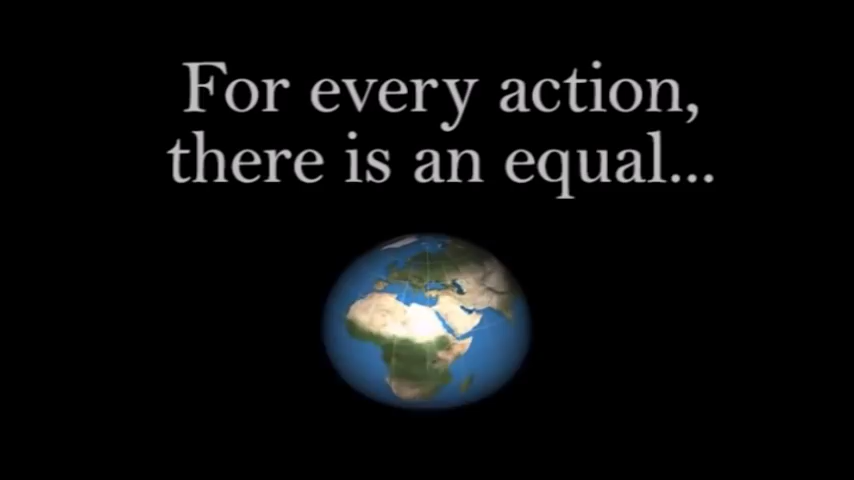 For every action,
there is an equal...